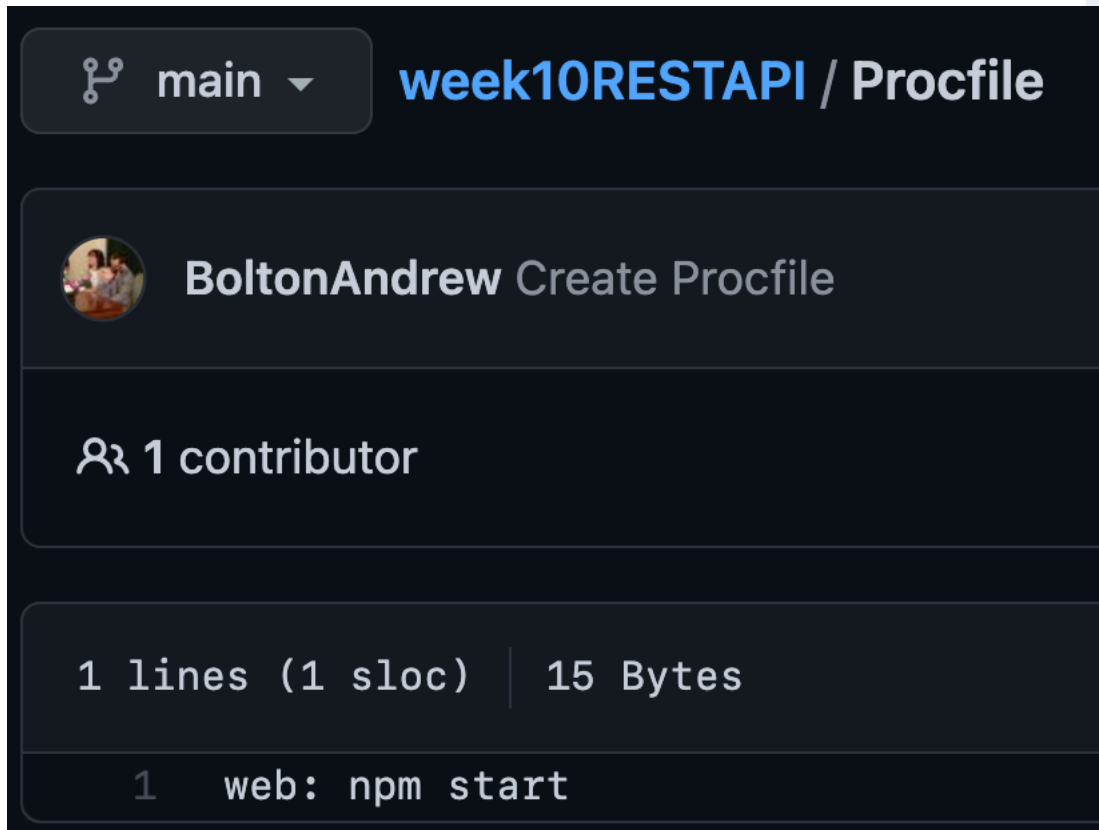 main week10RESTAPI / Procfile
BoltonAndrew Create Procfile
1 contributor
1 lines (1 sloc) 15 Bytes
1 web: npm start